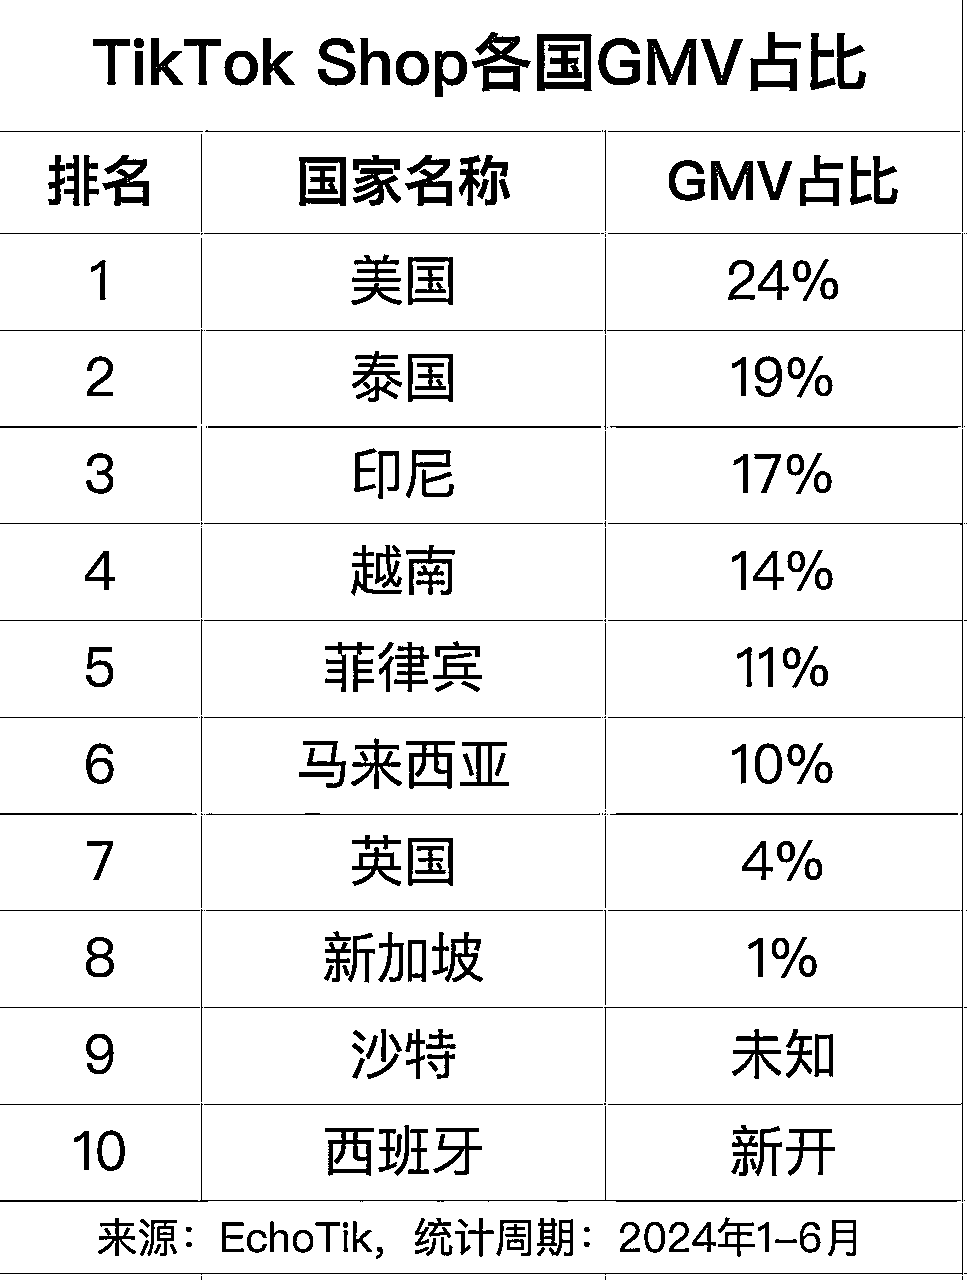 TikTok Shop各国GMV占比
排名 国家名称 GMV占比
1 美国 24%
2 泰国 19%
3 印尼 17%
4 越南 14%
5 菲律宾 11%
6 马来西亚 10%
7 英国 4%
8 新加坡 1%
9 沙特 未知
10 西班牙 新开
来源：EchoTik，统计周期：2024年1–6月